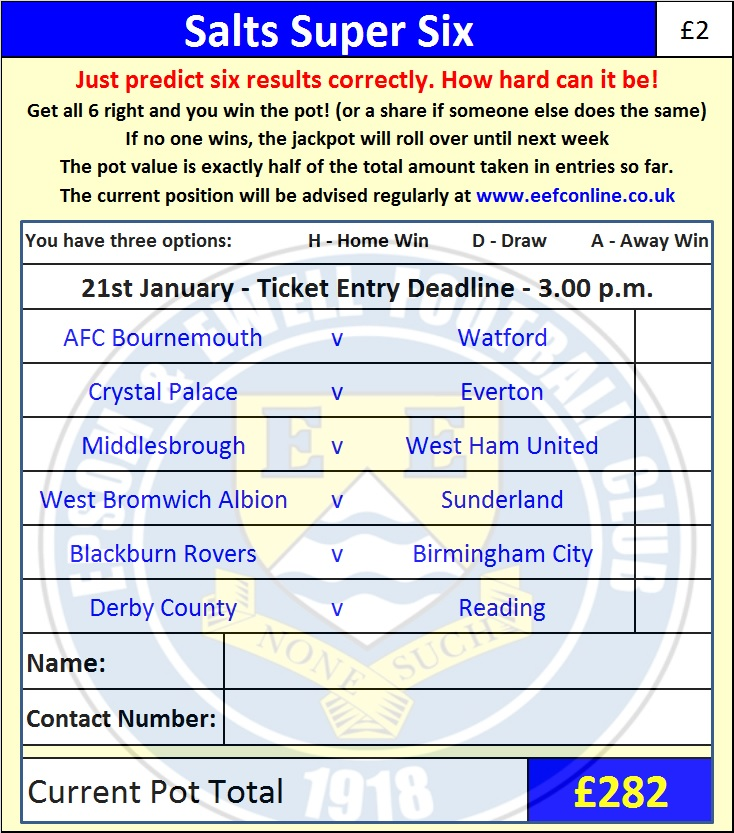 Salts Super Six £2
Just predict six results correctly. How hard can it be!
Get all 6 right and you win the pot! (or a share if someone else does the same)
If no one wins, the jackpot will roll over until next week
The pot value is exactly half of the total amount taken in entries so far.
The current position will be advised regularly at www.eefconline.co.uk
You have three options: H - Home Win D - Draw A - Away Win
21st January - Ticket Entry Deadline - 3.00 p.m.
AFC Bournemouth v Watford
Crystal Palace v Everton
Middlesbrough v West Ham United
West Bromwich Albion v Sunderland
Blackburn Rovers v Birmingham City
Derby County v Reading
Name:
Contact Number:
Current Pot Total £282
EPSOM & EWELL FOOTBALL CLUB
E E
NONE SUCH
1918